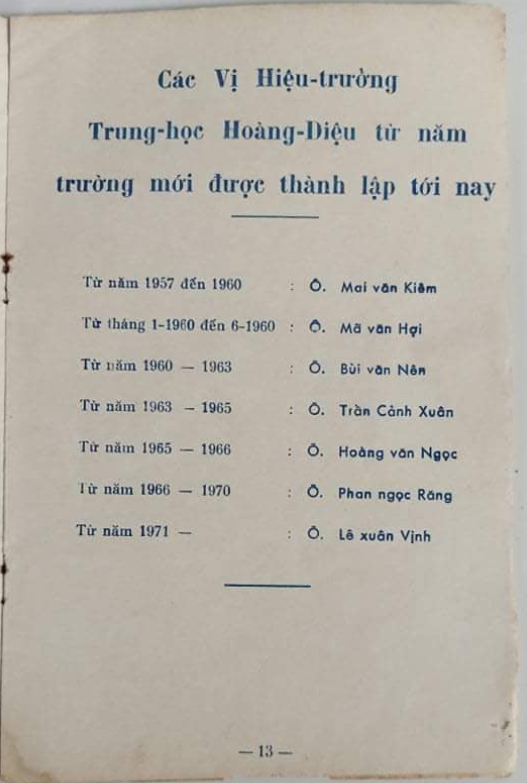 Các Vị Hiệu-trưởng
Trung-học Hoàng-Diệu từ năm
trường mới được thành lập tới nay
Từ năm 1957 đến 1960 : Ô. Mai văn Kiêm
Từ tháng 1-1960 đến 6-1960 : Ô. Mã văn Hợi
Từ năm 1960 — 1963 : Ô. Bùi văn Nên
Từ năm 1963 — 1965 : Ô. Trần Cảnh Xuân
Từ năm 1965 — 1966 : Ô. Hoàng văn Ngọc
Từ năm 1966 — 1970 : Ô. Phan ngọc Răng
Từ năm 1971 — : Ô. Lê xuân Vịnh
— 13 —